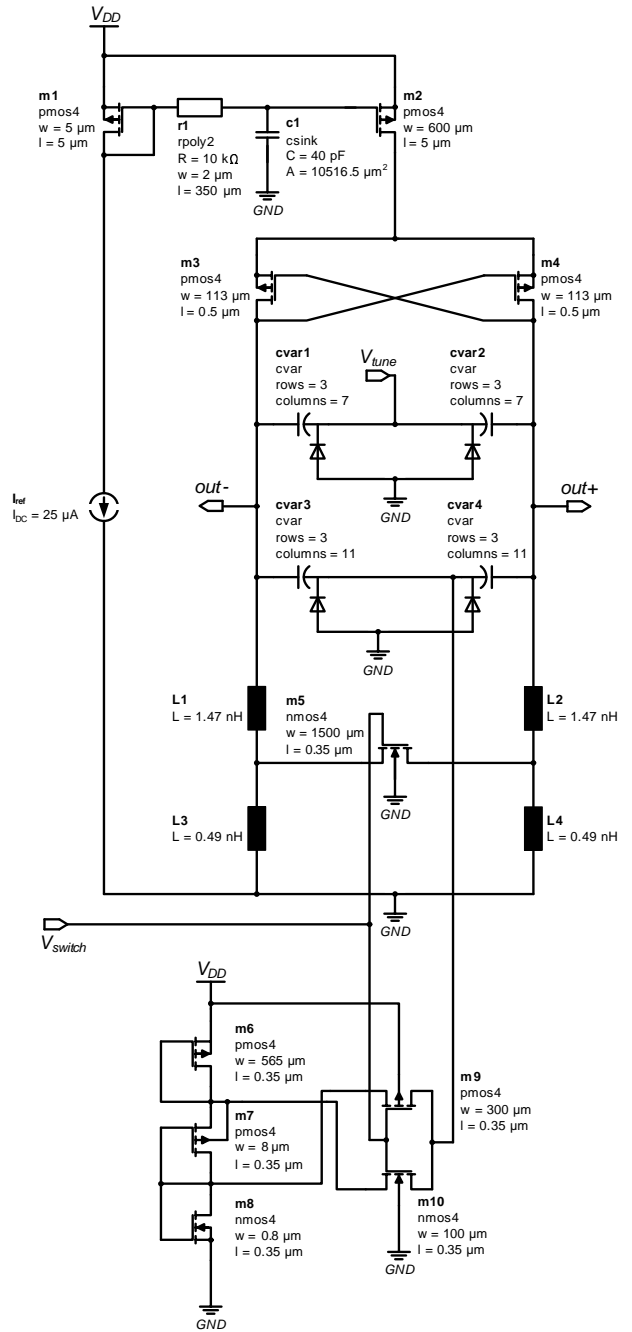 VDD
m1
pmos4
w = 5 µm
l = 5 µm
r1
rpoly2
R = 10 kΩ
w = 2 µm
l = 350 µm
c1
csink
C = 40 pF
A = 10516.5 µm²
GND
m2
pmos4
w = 600 µm
l = 5 µm
m3
pmos4
w = 113 µm
l = 0.5 µm
m4
pmos4
w = 113 µm
l = 0.5 µm
cvar1
cvar
rows = 3
columns = 7
Vtune
cvar2
cvar
rows = 3
columns = 7
GND
Iref
IDC = 25 µA
out-
out+
cvar3
cvar
rows = 3
columns = 11
cvar4
cvar
rows = 3
columns = 11
GND
L1
L = 1.47 nH
m5
nmos4
w = 1500 µm
l = 0.35 µm
GND
L2
L = 1.47 nH
L3
L = 0.49 nH
L4
L = 0.49 nH
GND
Vswitch
VDD
m6
pmos4
w = 565 µm
l = 0.35 µm
m7
pmos4
w = 8 µm
l = 0.35 µm
m8
nmos4
w = 0.8 µm
l = 0.35 µm
GND
m9
pmos4
w = 300 µm
l = 0.35 µm
m10
nmos4
w = 100 µm
l = 0.35 µm
GND